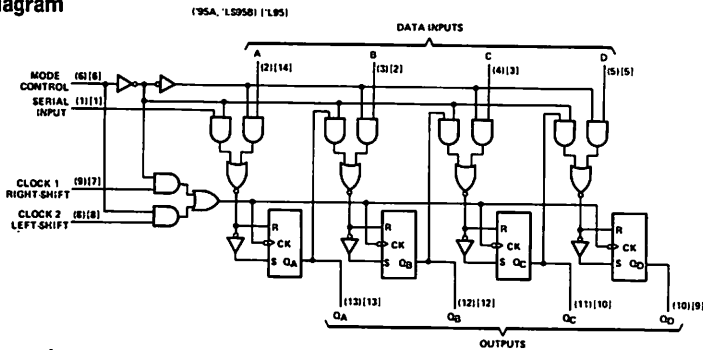 diagram
('95A, 'LS95B) ['L95]
DATA INPUTS
A
B
C
D
(2)[14]
(3)[2]
(4)[3]
(5)[5]
MODE
CONTROL
(6)[6]
SERIAL
INPUT
(1)[1]
CLOCK 1
RIGHT-SHIFT
(9)[7]
CLOCK 2
LEFT-SHIFT
(8)[8]
R
CK
S QA
R
CK
S QB
R
CK
S QC
R
CK
S QD
(13)[13]
(12)[12]
(11)[10]
(10)[9]
QA
QB
QC
QD
OUTPUTS